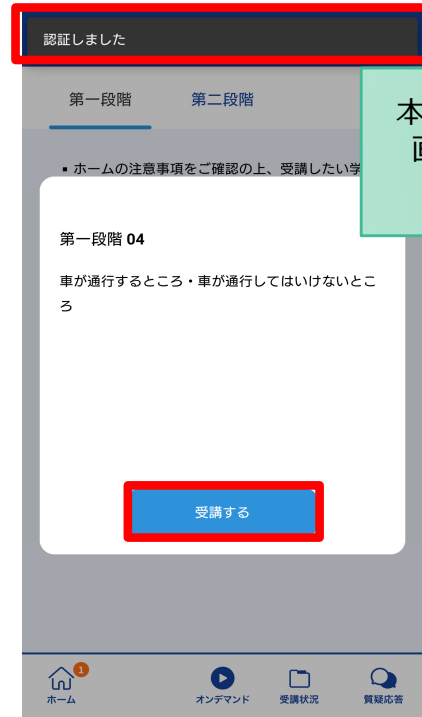 認証しました
第一段階 第二段階
本
▪ ホームの注意事項をご確認の上、受講したい学
第一段階 04
車が通行するところ・車が通行してはいけないとこ
ろ
受講する
1
ホーム オンデマンド 受講状況 質疑応答